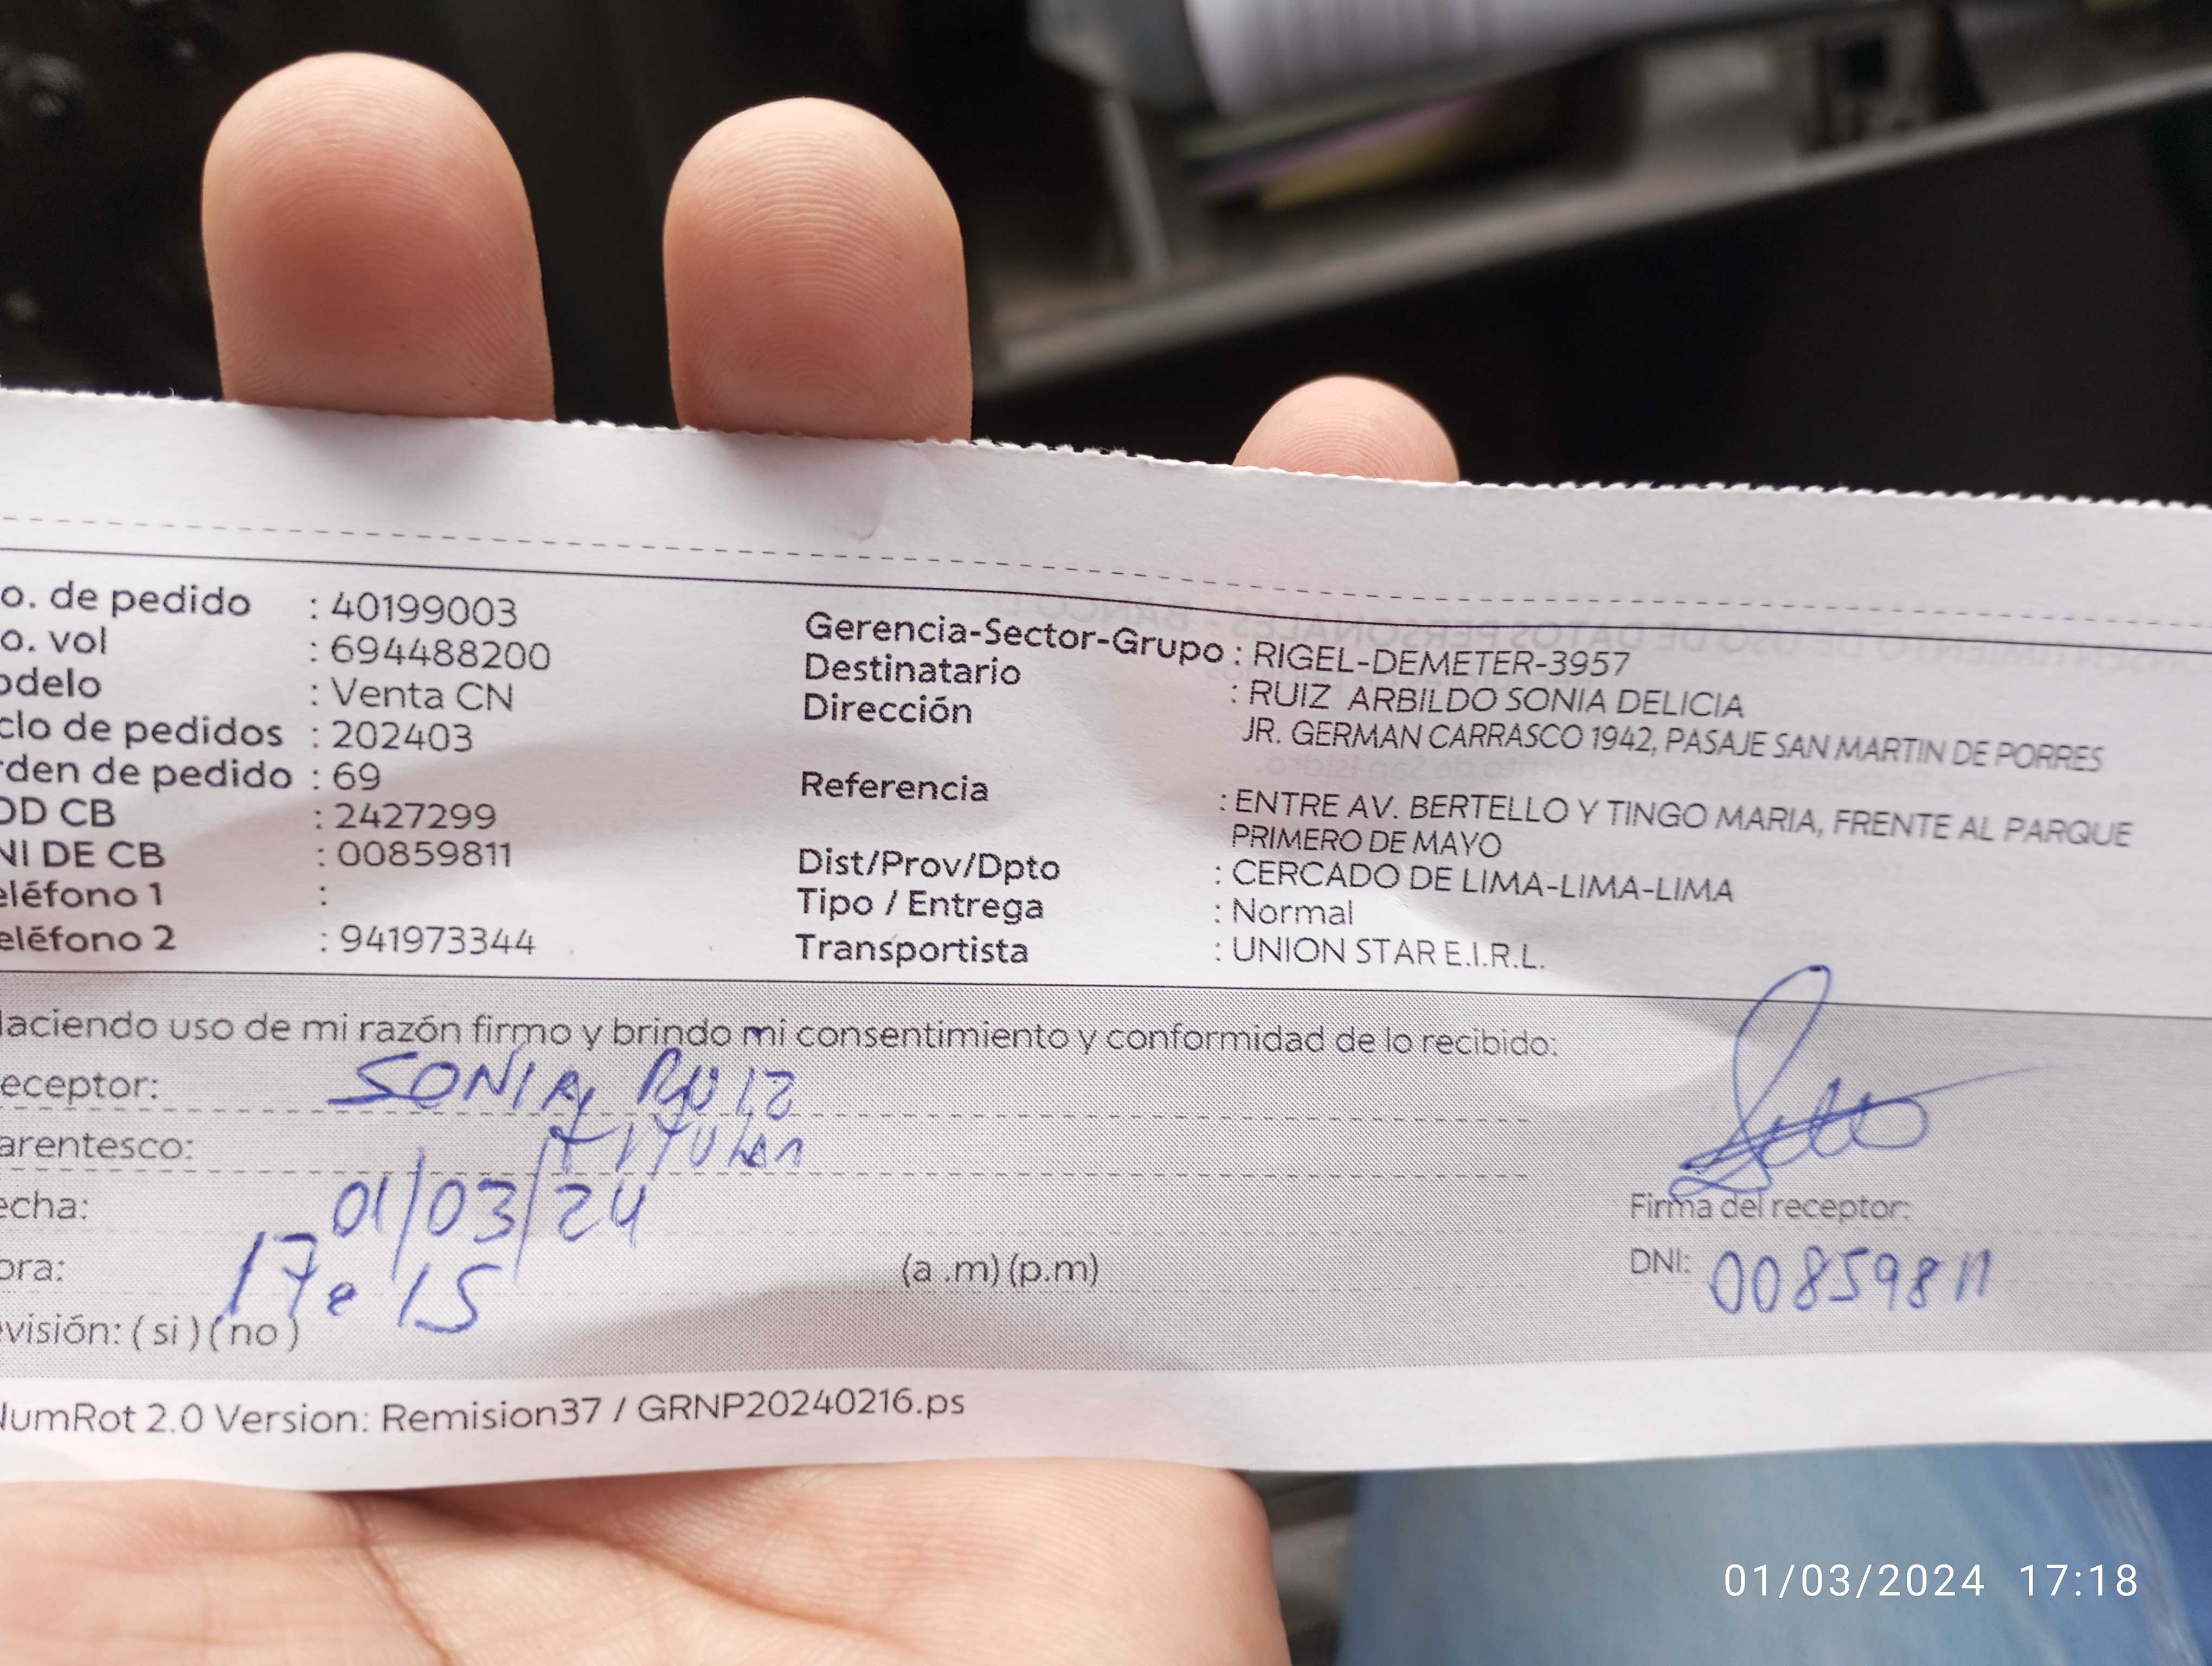 o. de pedido : 40199003
o. vol : 694488200
odelo : Venta CN
clo de pedidos : 202403
rden de pedido : 69
OD CB : 2427299
NI DE CB : 00859811
eléfono 1 :
eléfono 2 : 941973344
Gerencia-Sector-Grupo : RIGEL-DEMETER-3957
Destinatario : RUIZ ARBILDO SONIA DELICIA
Dirección JR. GERMAN CARRASCO 1942, PASAJE SAN MARTIN DE PORRES
Referencia : ENTRE AV. BERTELLO Y TINGO MARIA, FRENTE AL PARQUE
PRIMERO DE MAYO
Dist/Prov/Dpto : CERCADO DE LIMA-LIMA-LIMA
Tipo / Entrega : Normal
Transportista : UNION STAR E.I.R.L.
Haciendo uso de mi razón firmo y brindo mi consentimiento y conformidad de lo recibido:
eceptor: SONIA RUIZ
arentesco: titular
echa: 01/03/24
ora: 17:15 (a .m) (p.m)
Firma del receptor:
DNI: 00859811
evisión: ( si ) ( no )
NumRot 2.0 Version: Remision37 / GRNP20240216.ps
01/03/2024 17:18